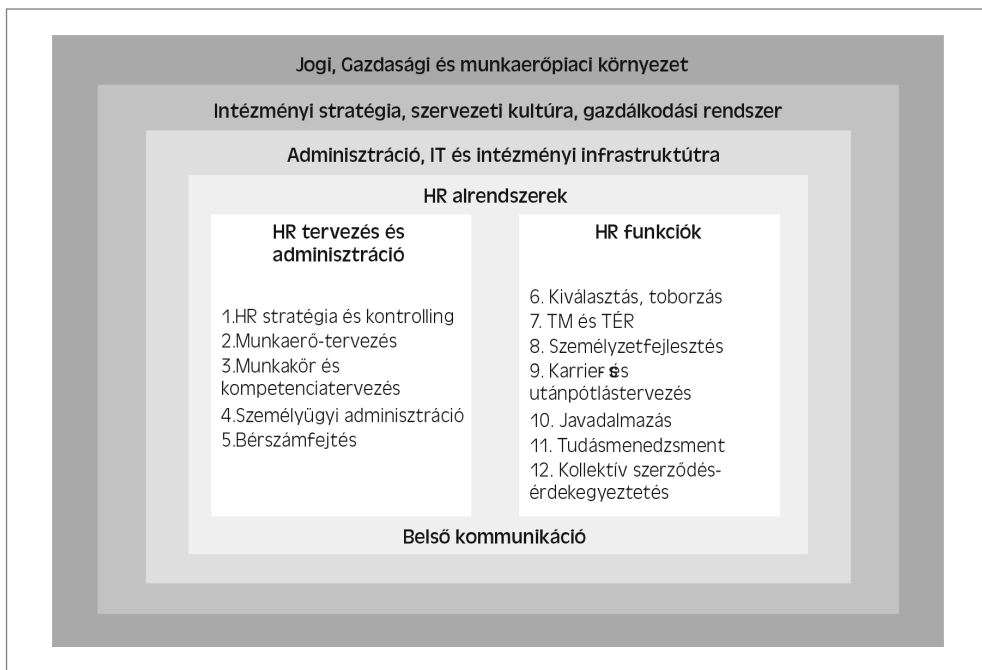 Jogi, Gazdasági és munkaerőpiaci környezet
Intézményi stratégia, szervezeti kultúra, gazdálkodási rendszer
Adminisztráció, IT és intézményi infrastruktútra
HR alrendszerek
HR tervezés és
adminisztráció
1.HR stratégia és kontrolling
2.Munkaerő-tervezés
3.Munkakör és
kompetenciatervezés
4.Személyügyi adminisztráció
5.Bérszámfejtés
HR funkciók
6. Kiválasztás, toborzás
7. TM és TÉR
8. Személyzetfejlesztés
9.
utánpótlástervezés
10. Javadalmazás
11. Tudásmenedzsment
12. Kollektív szerződés-
érdekegyeztetés
Belső kommunikáció